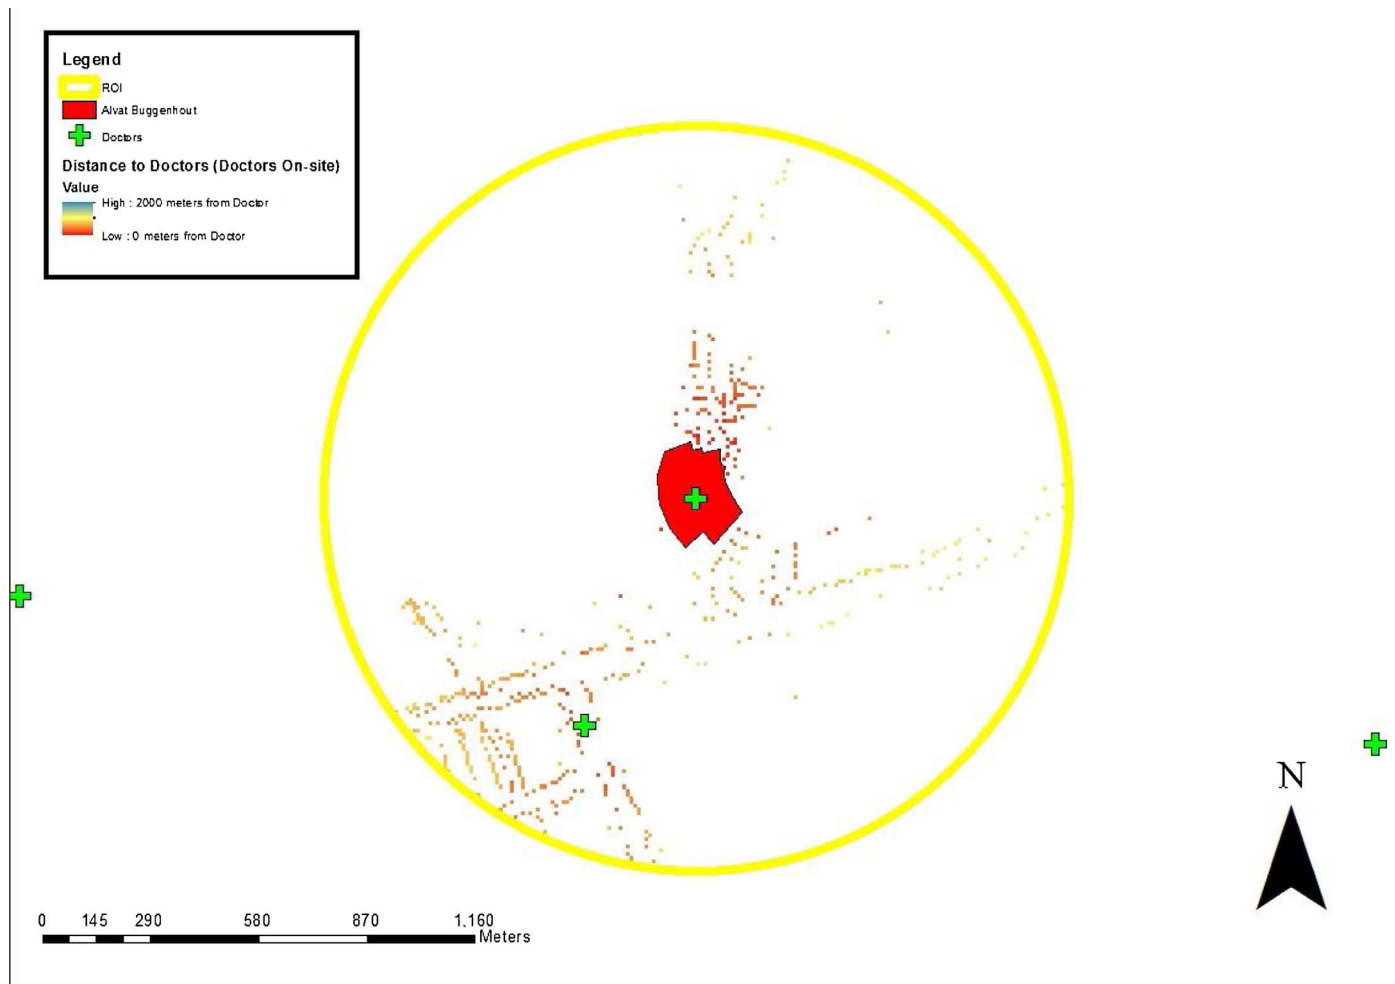 Legend
ROI
Alvat Buggenhout
Doctors
Distance to Doctors (Doctors On-site)
Value
High : 2000 meters from Doctor
Low : 0 meters from Doctor
N
0 145 290 580 870 1,160
Meters